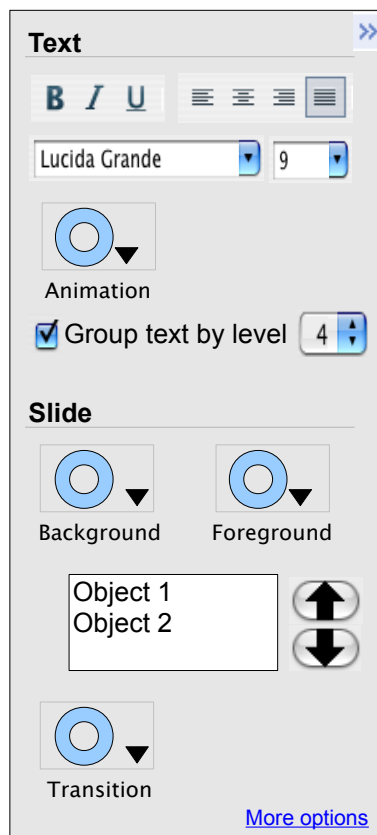 »
Text
B I U
Lucida Grande 9
Animation
Group text by level 4
Slide
Background Foreground
Object 1
Object 2
Transition
More options